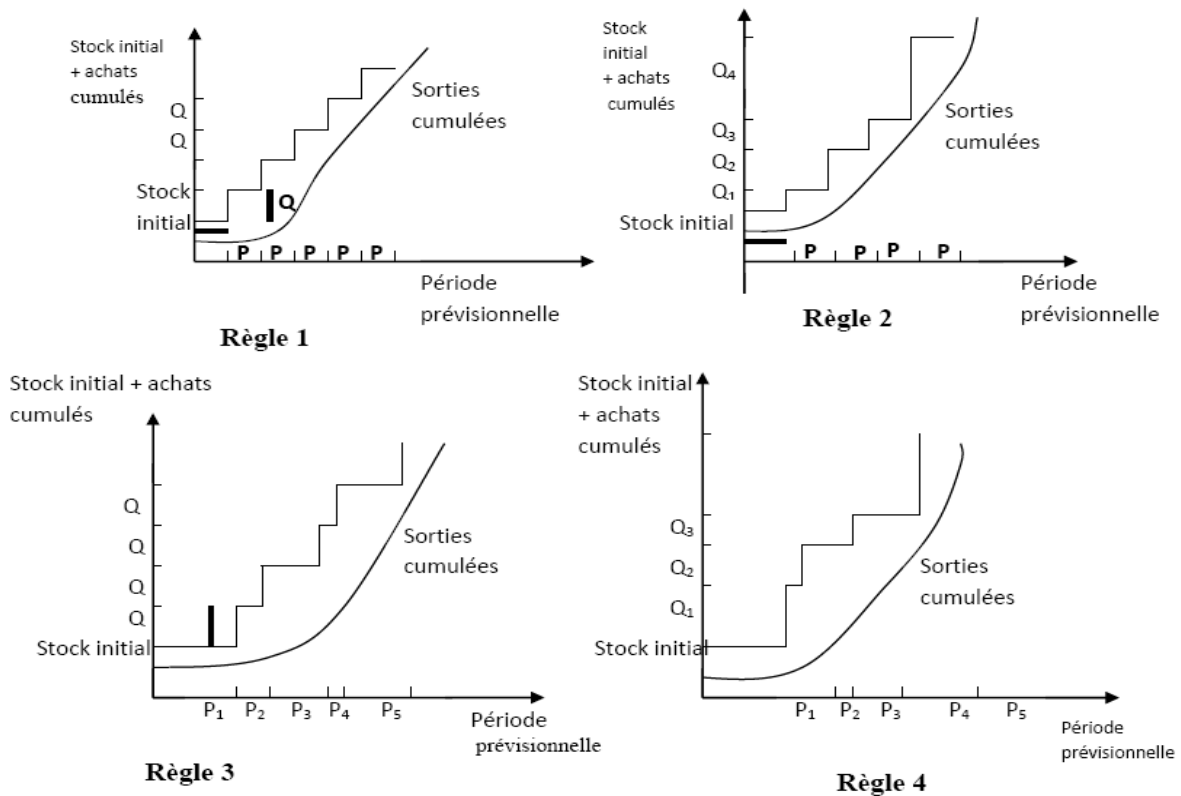 Stock initial
+ achats
cumulés
Q
Q
Stock
initial
Q
Sorties
cumulées
P P P P P
Période
prévisionnelle
Règle 1
Stock
initial
+ achats
cumulés
Q₄
Q₃
Q₂
Q₁
Stock initial
Sorties
cumulées
P P P P
Période
prévisionnelle
Règle 2
Stock initial + achats
cumulés
Q
Q
Q
Q
Stock initial
Sorties
cumulées
P₁ P₂ P₃ P₄ P₅
Période
prévisionnelle
Règle 3
Stock initial
+ achats
cumulés
Q₃
Q₂
Q₁
Stock initial
Sorties
cumulées
P₁ P₂ P₃ P₄ P₅
Période
prévisionnelle
Règle 4